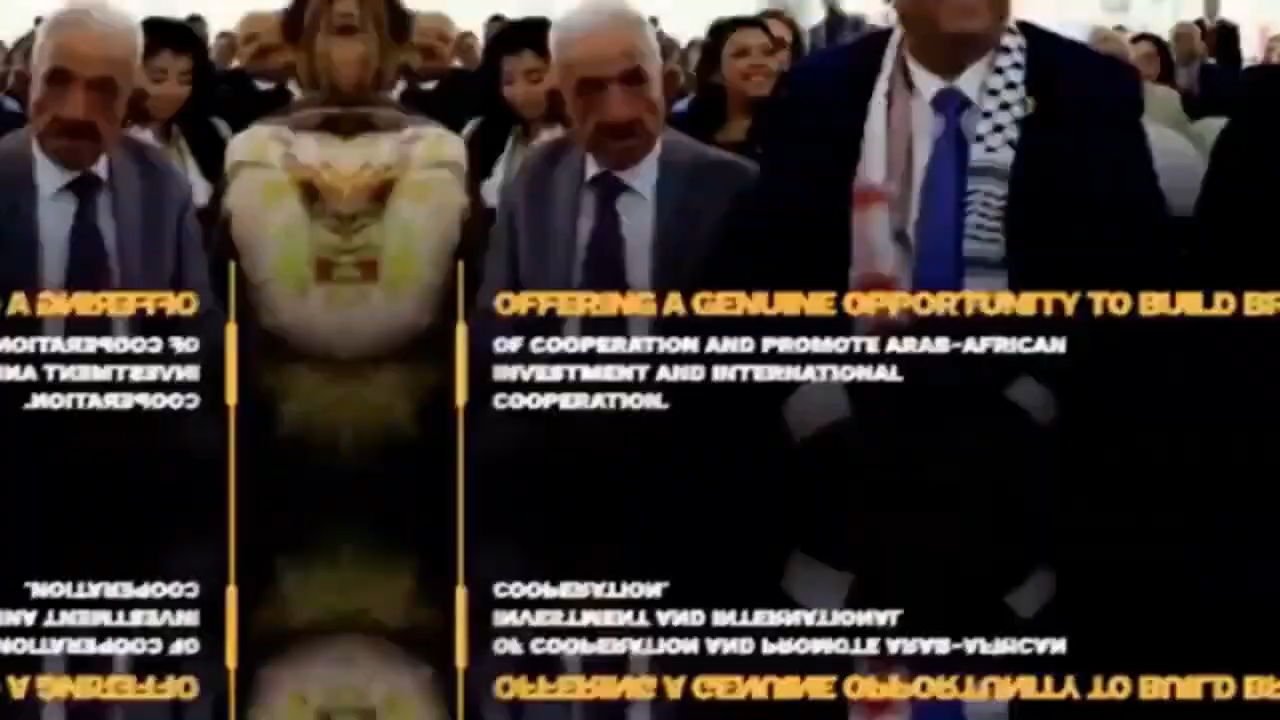 OFFERING A GENUINE OPPORTUNITY TO BUILD
OF COOPERATION AND PROMOTE ARAB-AFRICAN
INVESTMENT AND INTERNATIONAL
COOPERATION.